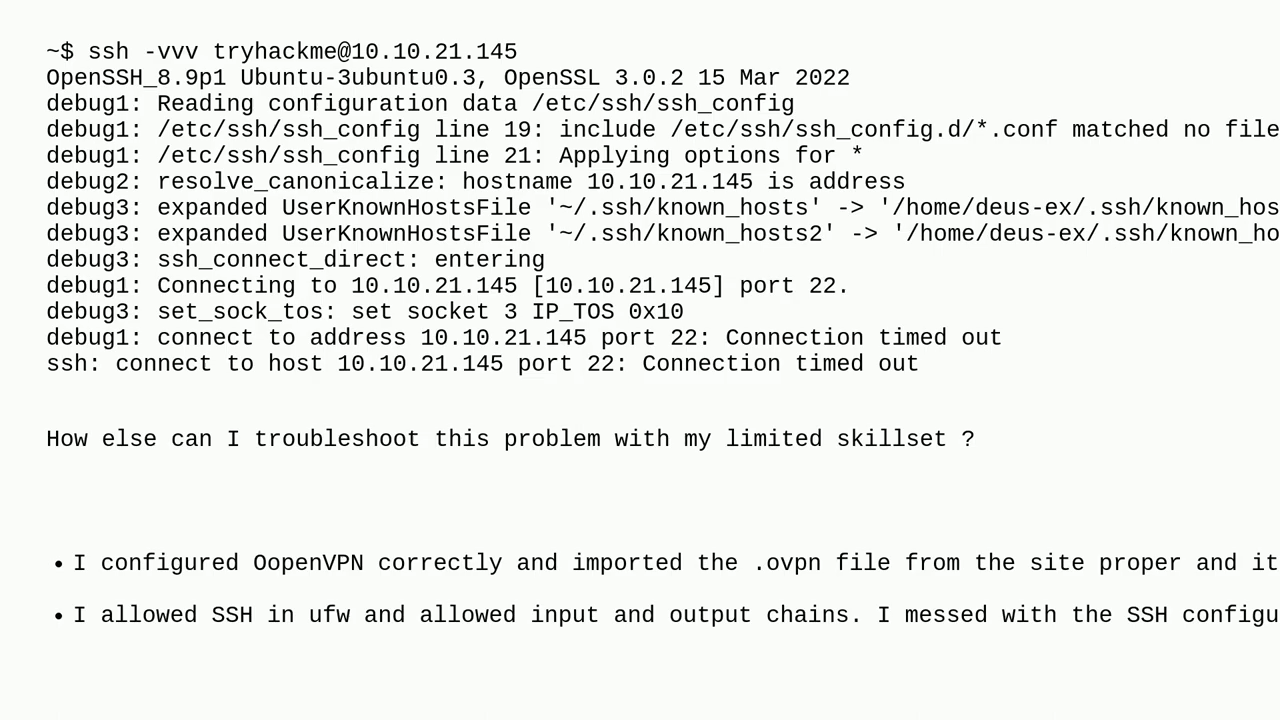 ~$ ssh -vvv tryhackme@10.10.21.145
OpenSSH_8.9p1 Ubuntu-3ubuntu0.3, OpenSSL 3.0.2 15 Mar 2022
debug1: Reading configuration data /etc/ssh/ssh_config
debug1: /etc/ssh/ssh_config line 19: include /etc/ssh/ssh_config.d/*.conf matched no file
debug1: /etc/ssh/ssh_config line 21: Applying options for *
debug2: resolve_canonicalize: hostname 10.10.21.145 is address
debug3: expanded UserKnownHostsFile '~/.ssh/known_hosts' -> '/home/deus-ex/.ssh/known_hos
debug3: expanded UserKnownHostsFile '~/.ssh/known_hosts2' -> '/home/deus-ex/.ssh/known_ho
debug3: ssh_connect_direct: entering
debug1: Connecting to 10.10.21.145 [10.10.21.145] port 22.
debug3: set_sock_tos: set socket 3 IP_TOS 0x10
debug1: connect to address 10.10.21.145 port 22: Connection timed out
ssh: connect to host 10.10.21.145 port 22: Connection timed out
How else can I troubleshoot this problem with my limited skillset ?
• I configured OopenVPN correctly and imported the .ovpn file from the site proper and it
• I allowed SSH in ufw and allowed input and output chains. I messed with the SSH configu